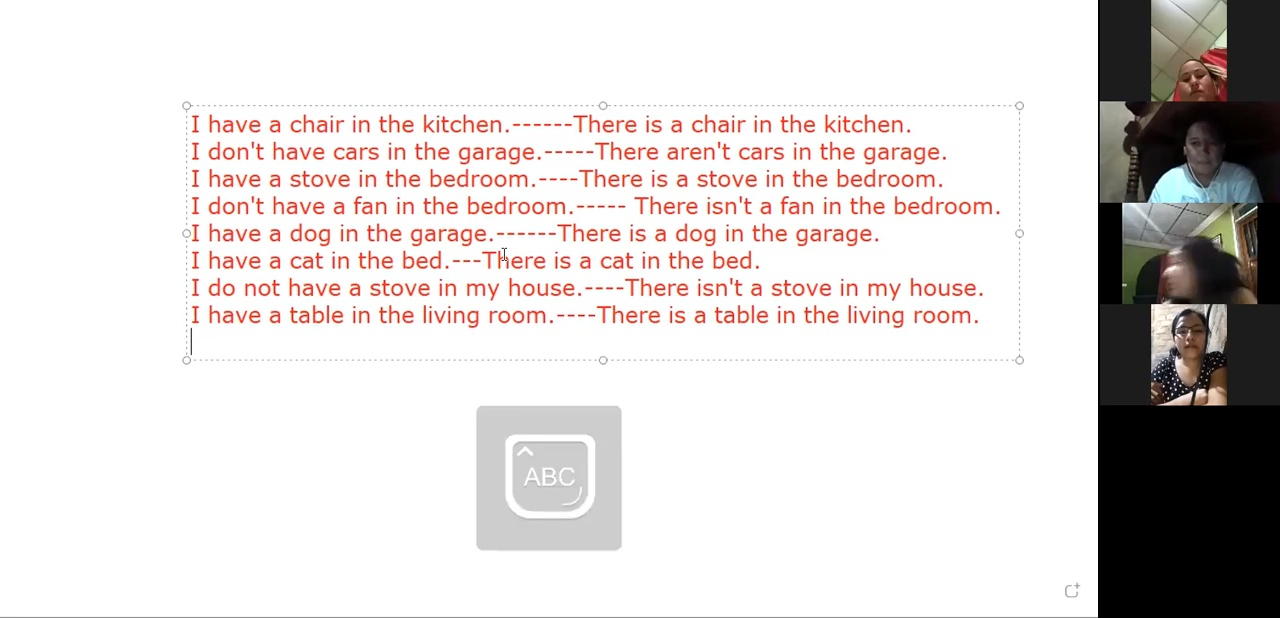 I have a chair in the kitchen.------There is a chair in the kitchen.
I don't have cars in the garage.-----There aren't cars in the garage.
I have a stove in the bedroom.----There is a stove in the bedroom.
I don't have a fan in the bedroom.----- There isn't a fan in the bedroom.
I have a dog in the garage.------There is a dog in the garage.
I have a cat in the bed.---There is a cat in the bed.
I do not have a stove in my house.----There isn't a stove in my house.
I have a table in the living room.----There is a table in the living room.
ABC